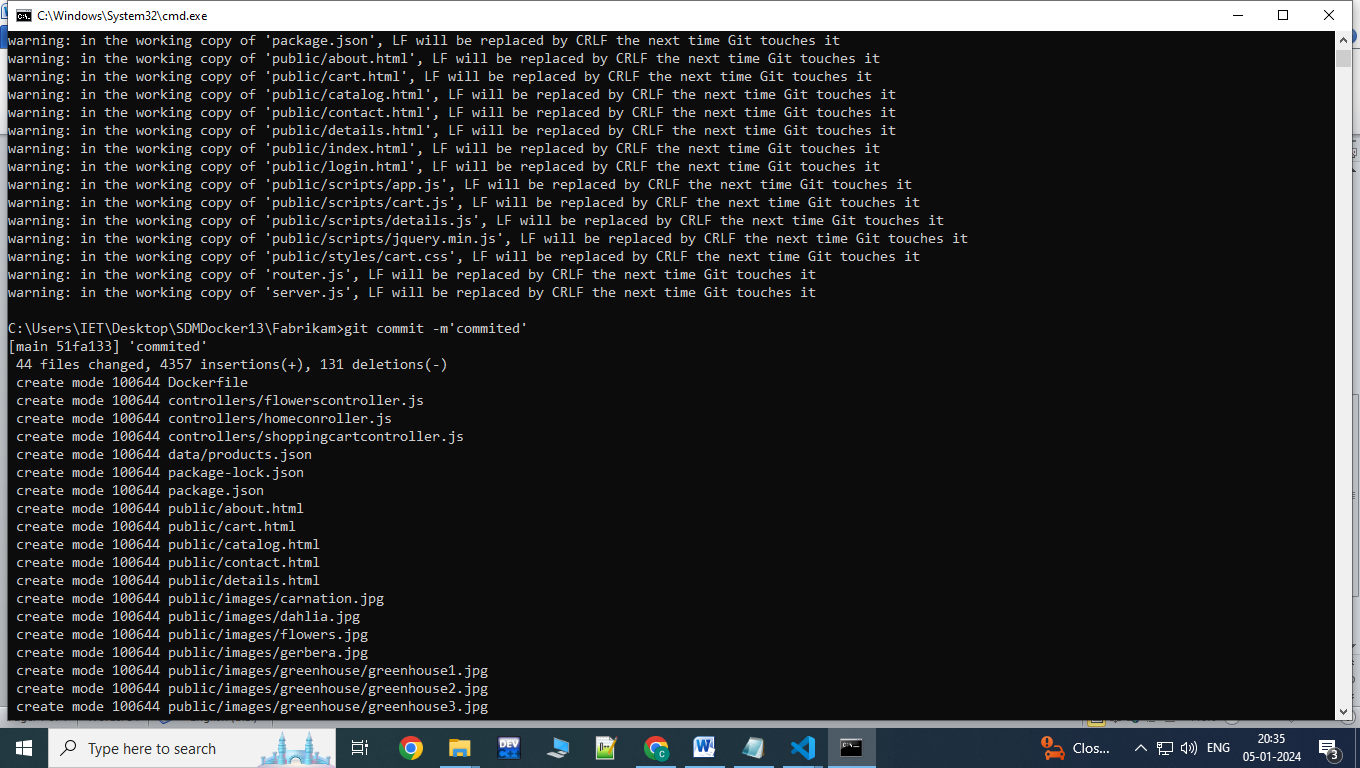 C:\Windows\System32\cmd.exe
warning: in the working copy of 'package.json', LF will be replaced by CRLF the next time Git touches it
warning: in the working copy of 'public/about.html', LF will be replaced by CRLF the next time Git touches it
warning: in the working copy of 'public/cart.html', LF will be replaced by CRLF the next time Git touches it
warning: in the working copy of 'public/catalog.html', LF will be replaced by CRLF the next time Git touches it
warning: in the working copy of 'public/contact.html', LF will be replaced by CRLF the next time Git touches it
warning: in the working copy of 'public/details.html', LF will be replaced by CRLF the next time Git touches it
warning: in the working copy of 'public/index.html', LF will be replaced by CRLF the next time Git touches it
warning: in the working copy of 'public/login.html', LF will be replaced by CRLF the next time Git touches it
warning: in the working copy of 'public/scripts/app.js', LF will be replaced by CRLF the next time Git touches it
warning: in the working copy of 'public/scripts/cart.js', LF will be replaced by CRLF the next time Git touches it
warning: in the working copy of 'public/scripts/details.js', LF will be replaced by CRLF the next time Git touches it
warning: in the working copy of 'public/scripts/jquery.min.js', LF will be replaced by CRLF the next time Git touches it
warning: in the working copy of 'public/styles/cart.css', LF will be replaced by CRLF the next time Git touches it
warning: in the working copy of 'router.js', LF will be replaced by CRLF the next time Git touches it
warning: in the working copy of 'server.js', LF will be replaced by CRLF the next time Git touches it
C:\Users\IET\Desktop\SDMDocker13\Fabrikam>git commit -m'commited'
[main 51fa133] 'commited'
44 files changed, 4357 insertions(+), 131 deletions(-)
create mode 100644 Dockerfile
create mode 100644 controllers/flowerscontroller.js
create mode 100644 controllers/homeconroller.js
create mode 100644 controllers/shoppingcartcontroller.js
create mode 100644 data/products.json
create mode 100644 package-lock.json
create mode 100644 package.json
create mode 100644 public/about.html
create mode 100644 public/cart.html
create mode 100644 public/catalog.html
create mode 100644 public/contact.html
create mode 100644 public/details.html
create mode 100644 public/images/carnation.jpg
create mode 100644 public/images/dahlia.jpg
create mode 100644 public/images/flowers.jpg
create mode 100644 public/images/gerbera.jpg
create mode 100644 public/images/greenhouse/greenhouse1.jpg
create mode 100644 public/images/greenhouse/greenhouse2.jpg
create mode 100644 public/images/greenhouse/greenhouse3.jpg
Type here to search
DEV
Clos...
ENG
20:35
05-01-2024
3